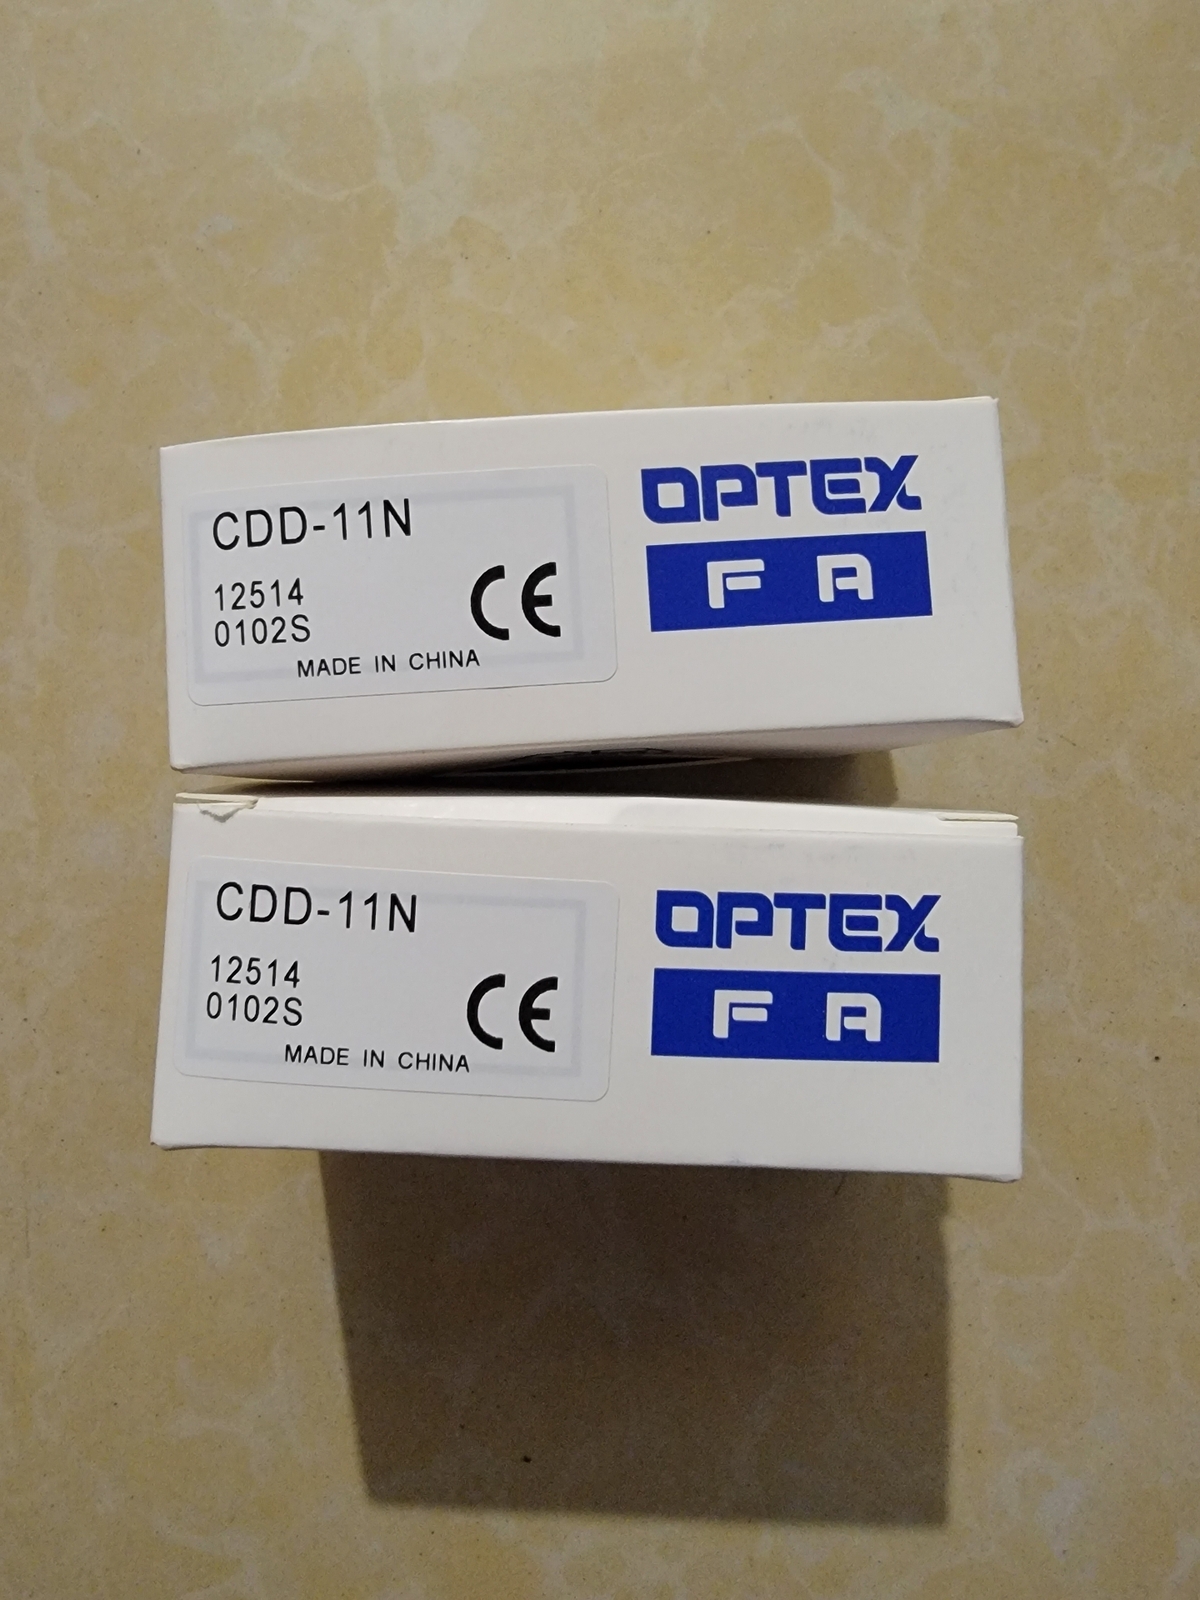 CDD-11N
12514
0102S
MADE IN CHINA
CE
OPTEX
FA
CDD-11N
12514
0102S
MADE IN CHINA
CE
OPTEX
FA